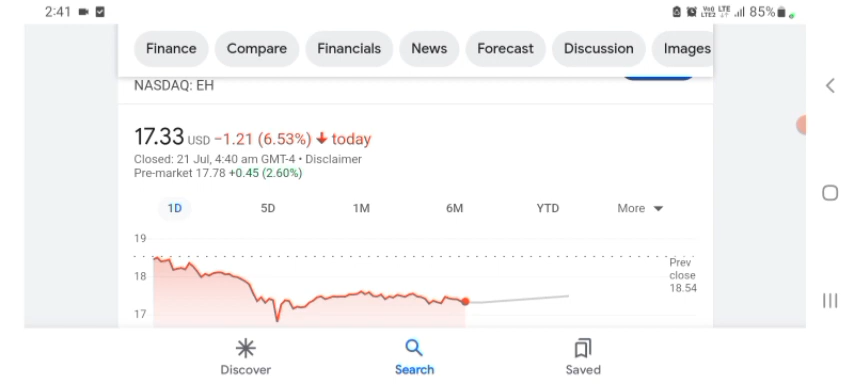 2:41 85%
Finance Compare Financials News Forecast Discussion Images
NASDAQ: EH
17.33 USD −1.21 (6.53%) today
Closed: 21 Jul, 4:40 am GMT-4 • Disclaimer
Pre-market 17.78 +0.45 (2.60%)
1D 5D 1M 6M YTD More
19
18
17
Prev
close
18.54
Discover Search Saved